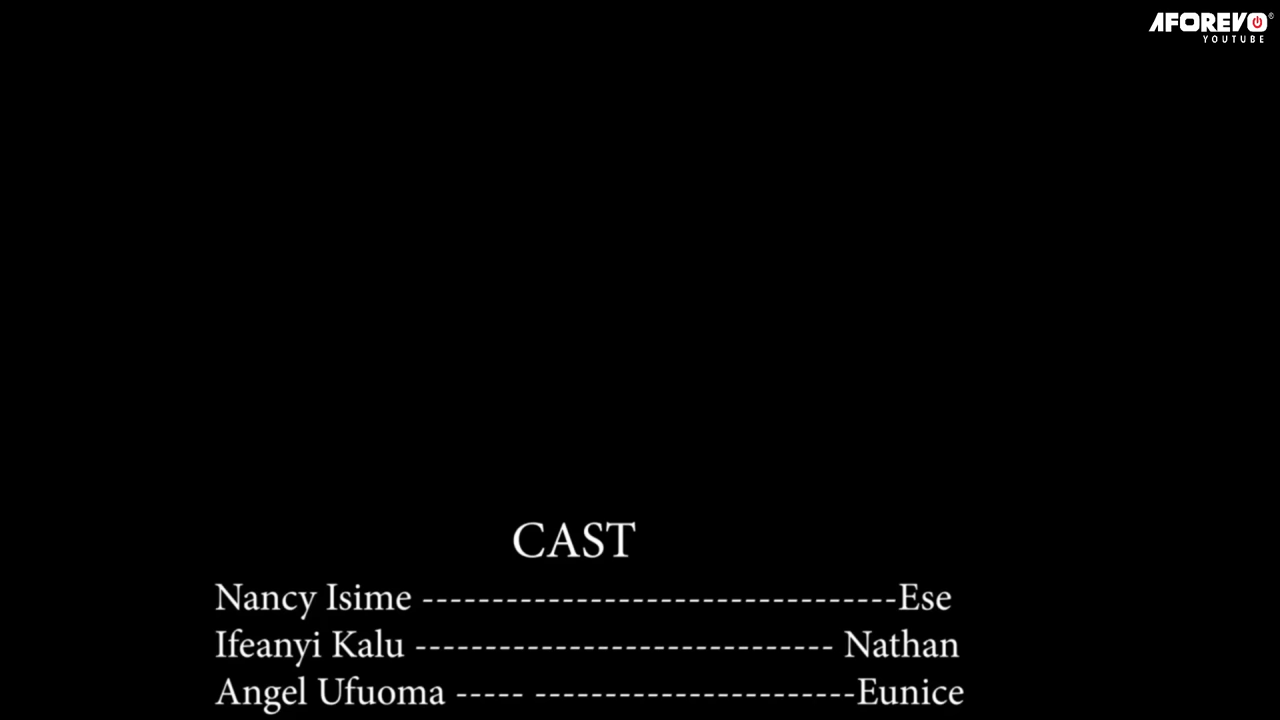 AFOREVO®
YOUTUBE
CAST
Nancy Isime ----------------------------------Ese
Ifeanyi Kalu ------------------------------ Nathan
Angel Ufuoma ----- -----------------------Eunice